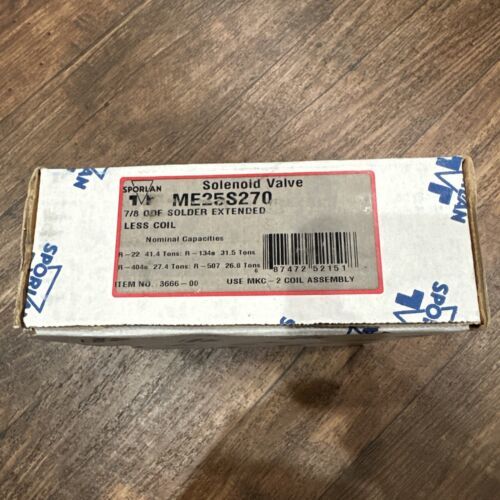 SPORLAN
Solenoid Valve
ME25S270
7/8 ODF SOLDER EXTENDED
LESS COIL
Nominal Capacities
R-22 41.4 Tons: R-134a 31.5 Tons
R-404a 27.4 Tons: R-507 26.8 Tons
6 87472 52151
ITEM NO. 3666-00
USE MKC-2 COIL ASSEMBLY
SPORLAN
SPORLAN
SPORLAN